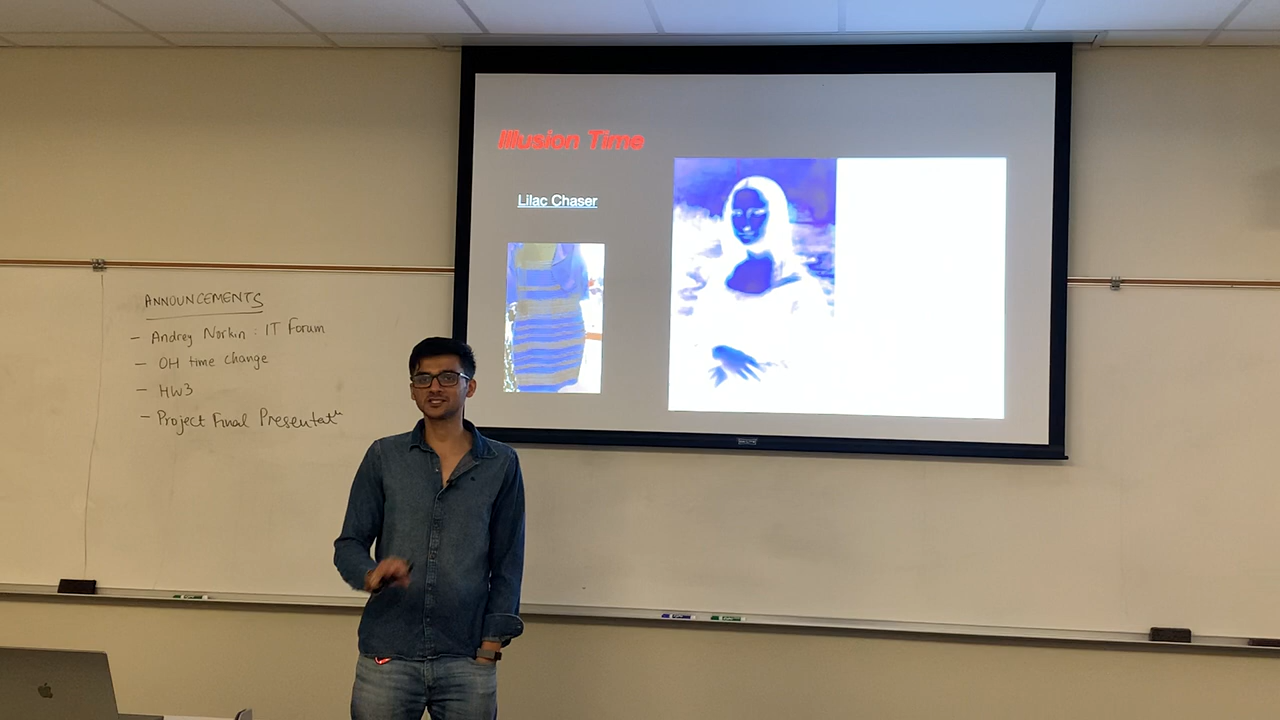 ANNOUNCEMENTS
- Andrey Norkin : IT Forum
- OH time change
- HW3
- Project Final Presentatⁿ
Illusion Time
Lilac Chaser